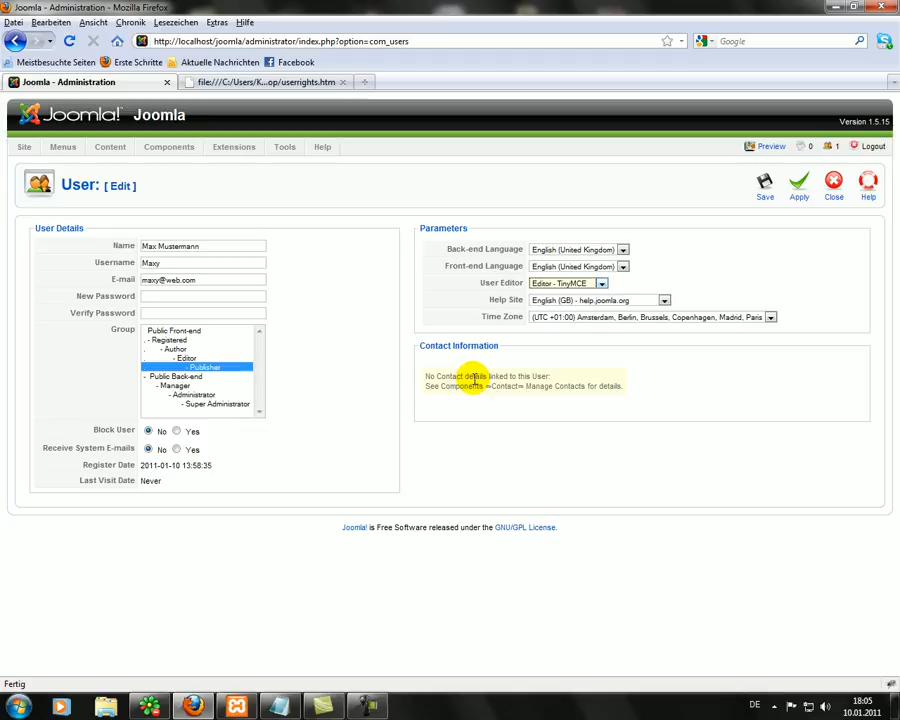 Joomla - Administration - Mozilla Firefox
Datei Bearbeiten Ansicht Chronik Lesezeichen Extras Hilfe
http://localhost/joomla/administrator/index.php?option=com_users
Google
Meistbesuchte Seiten Erste Schritte Aktuelle Nachrichten Facebook
Joomla - Administration
file:///C:/Users/K...op/userrights.htm
Joomla! Joomla
Version 1.5.15
Site Menus Content Components Extensions Tools Help
Preview 0 1 Logout
User: [ Edit ]
Save Apply Close Help
User Details
Name Max Mustermann
Username Maxy
E-mail maxy@web.com
New Password
Verify Password
Group
Public Front-end
. - Registered
. - Author
. - Editor
- Publisher
- Public Back-end
- Manager
- Administrator
- Super Administrator
Block User No Yes
Receive System E-mails No Yes
Register Date 2011-01-10 13:58:35
Last Visit Date Never
Parameters
Back-end Language English (United Kingdom)
Front-end Language English (United Kingdom)
User Editor Editor - TinyMCE
Help Site English (GB) - help.joomla.org
Time Zone (UTC +01:00) Amsterdam, Berlin, Brussels, Copenhagen, Madrid, Paris
Contact Information
No Contact details linked to this User:
See Components =Contact= Manage Contacts for details.
Joomla! is Free Software released under the GNU/GPL License.
Fertig
DE
18:05
10.01.2011